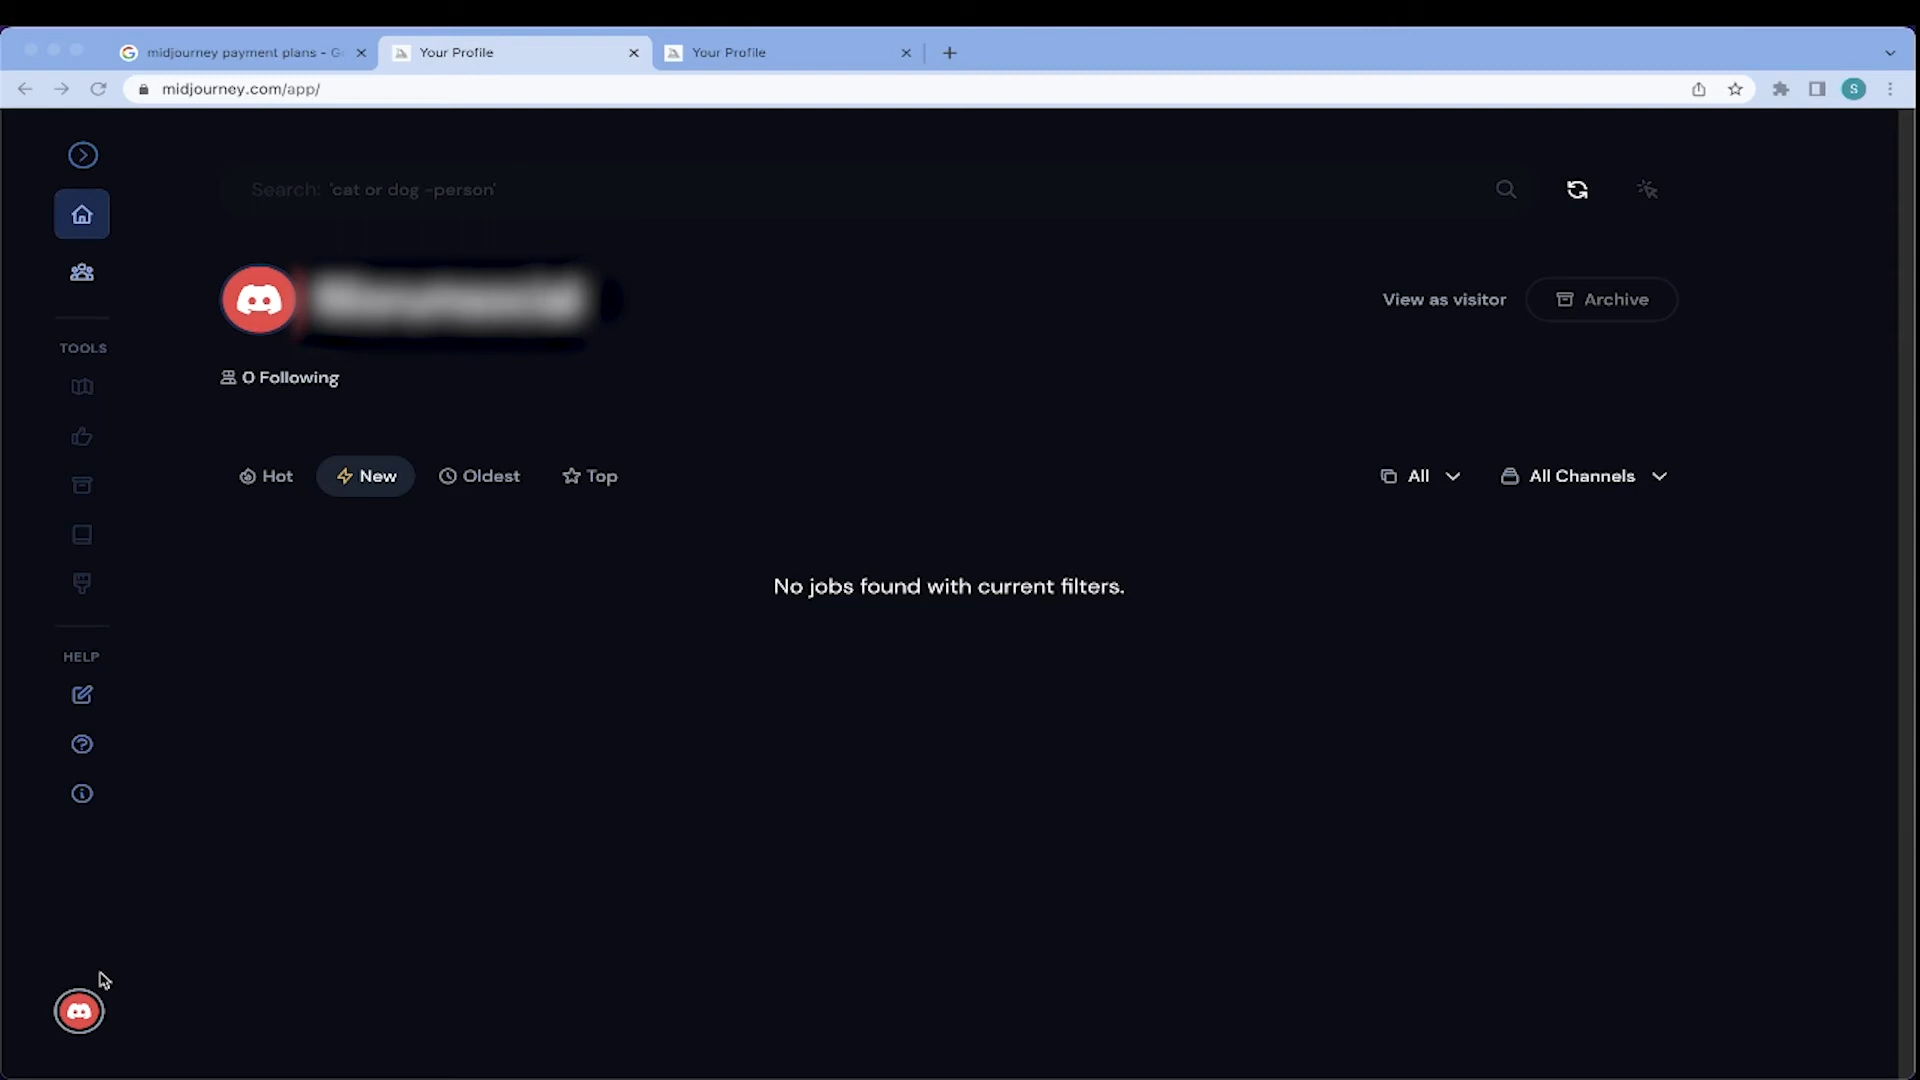 midjourney payment plans - G
Your Profile
Your Profile
midjourney.com/app/
S
Search: 'cat or dog -person'
View as visitor
Archive
TOOLS
0 Following
Hot
New
Oldest
Top
All
All Channels
No jobs found with current filters.
HELP